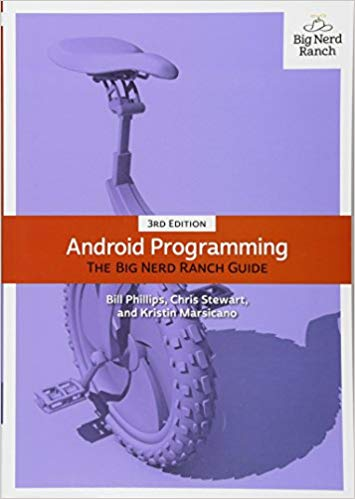 Big Nerd
Ranch
3RD EDITION
Android Programming
THE BIG NERD RANCH GUIDE
Bill Phillips, Chris Stewart,
and Kristin Marsicano